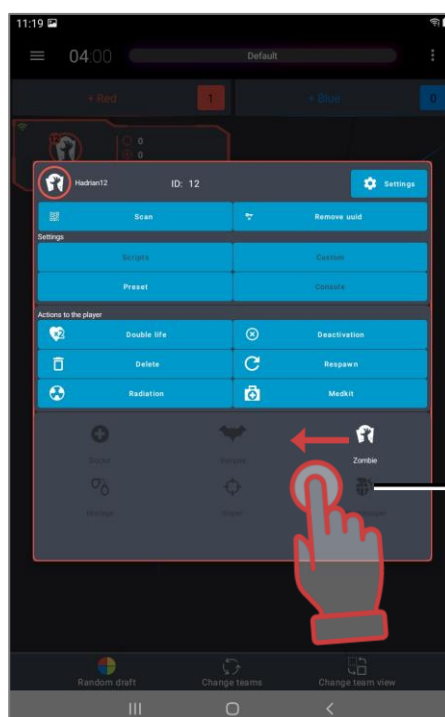 11:19
04:00 Default
+ Red 1 + Blue 0
0
0
Hadrian12 ID: 12 Settings
Scan Remove uuid
Settings
Scripts Custom
Preset Console
Actions to the player
Double life Deactivation
Delete Respawn
Radiation Medkit
Zombie
Random draft Change teams Change team view